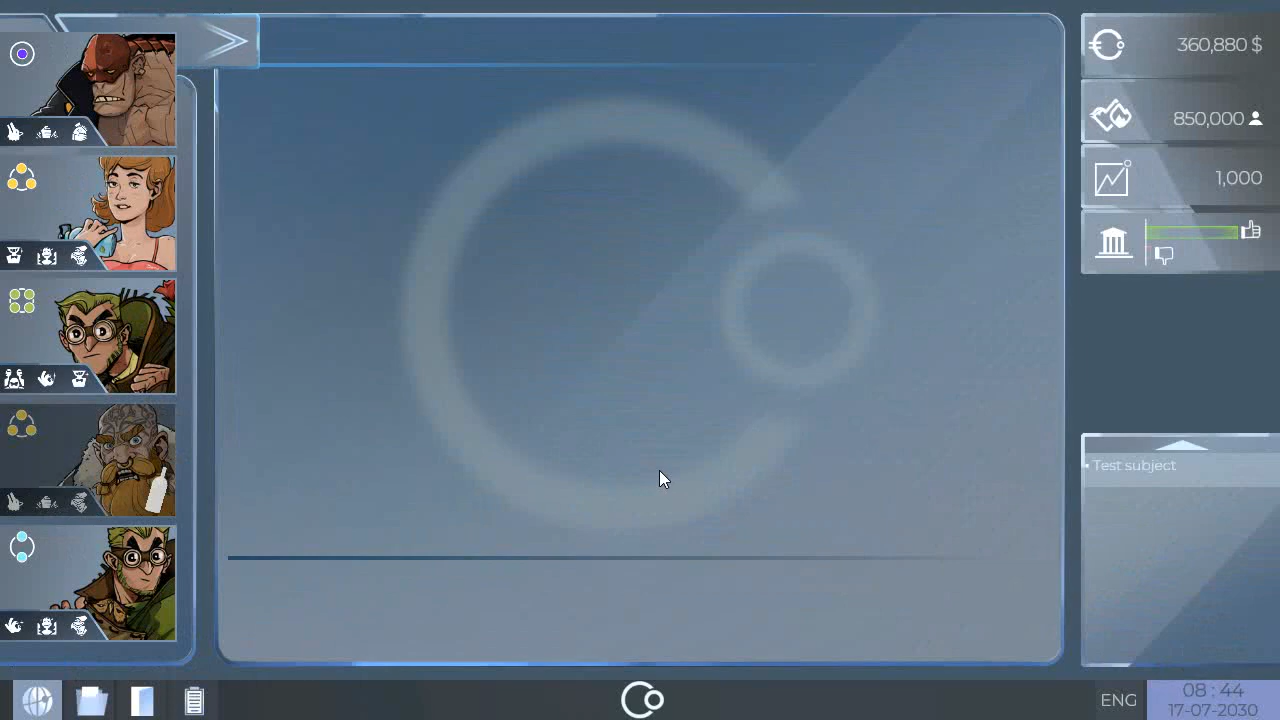 360,880 $
850,000
1,000
Test subject
ENG
08 : 44
17-07-2030